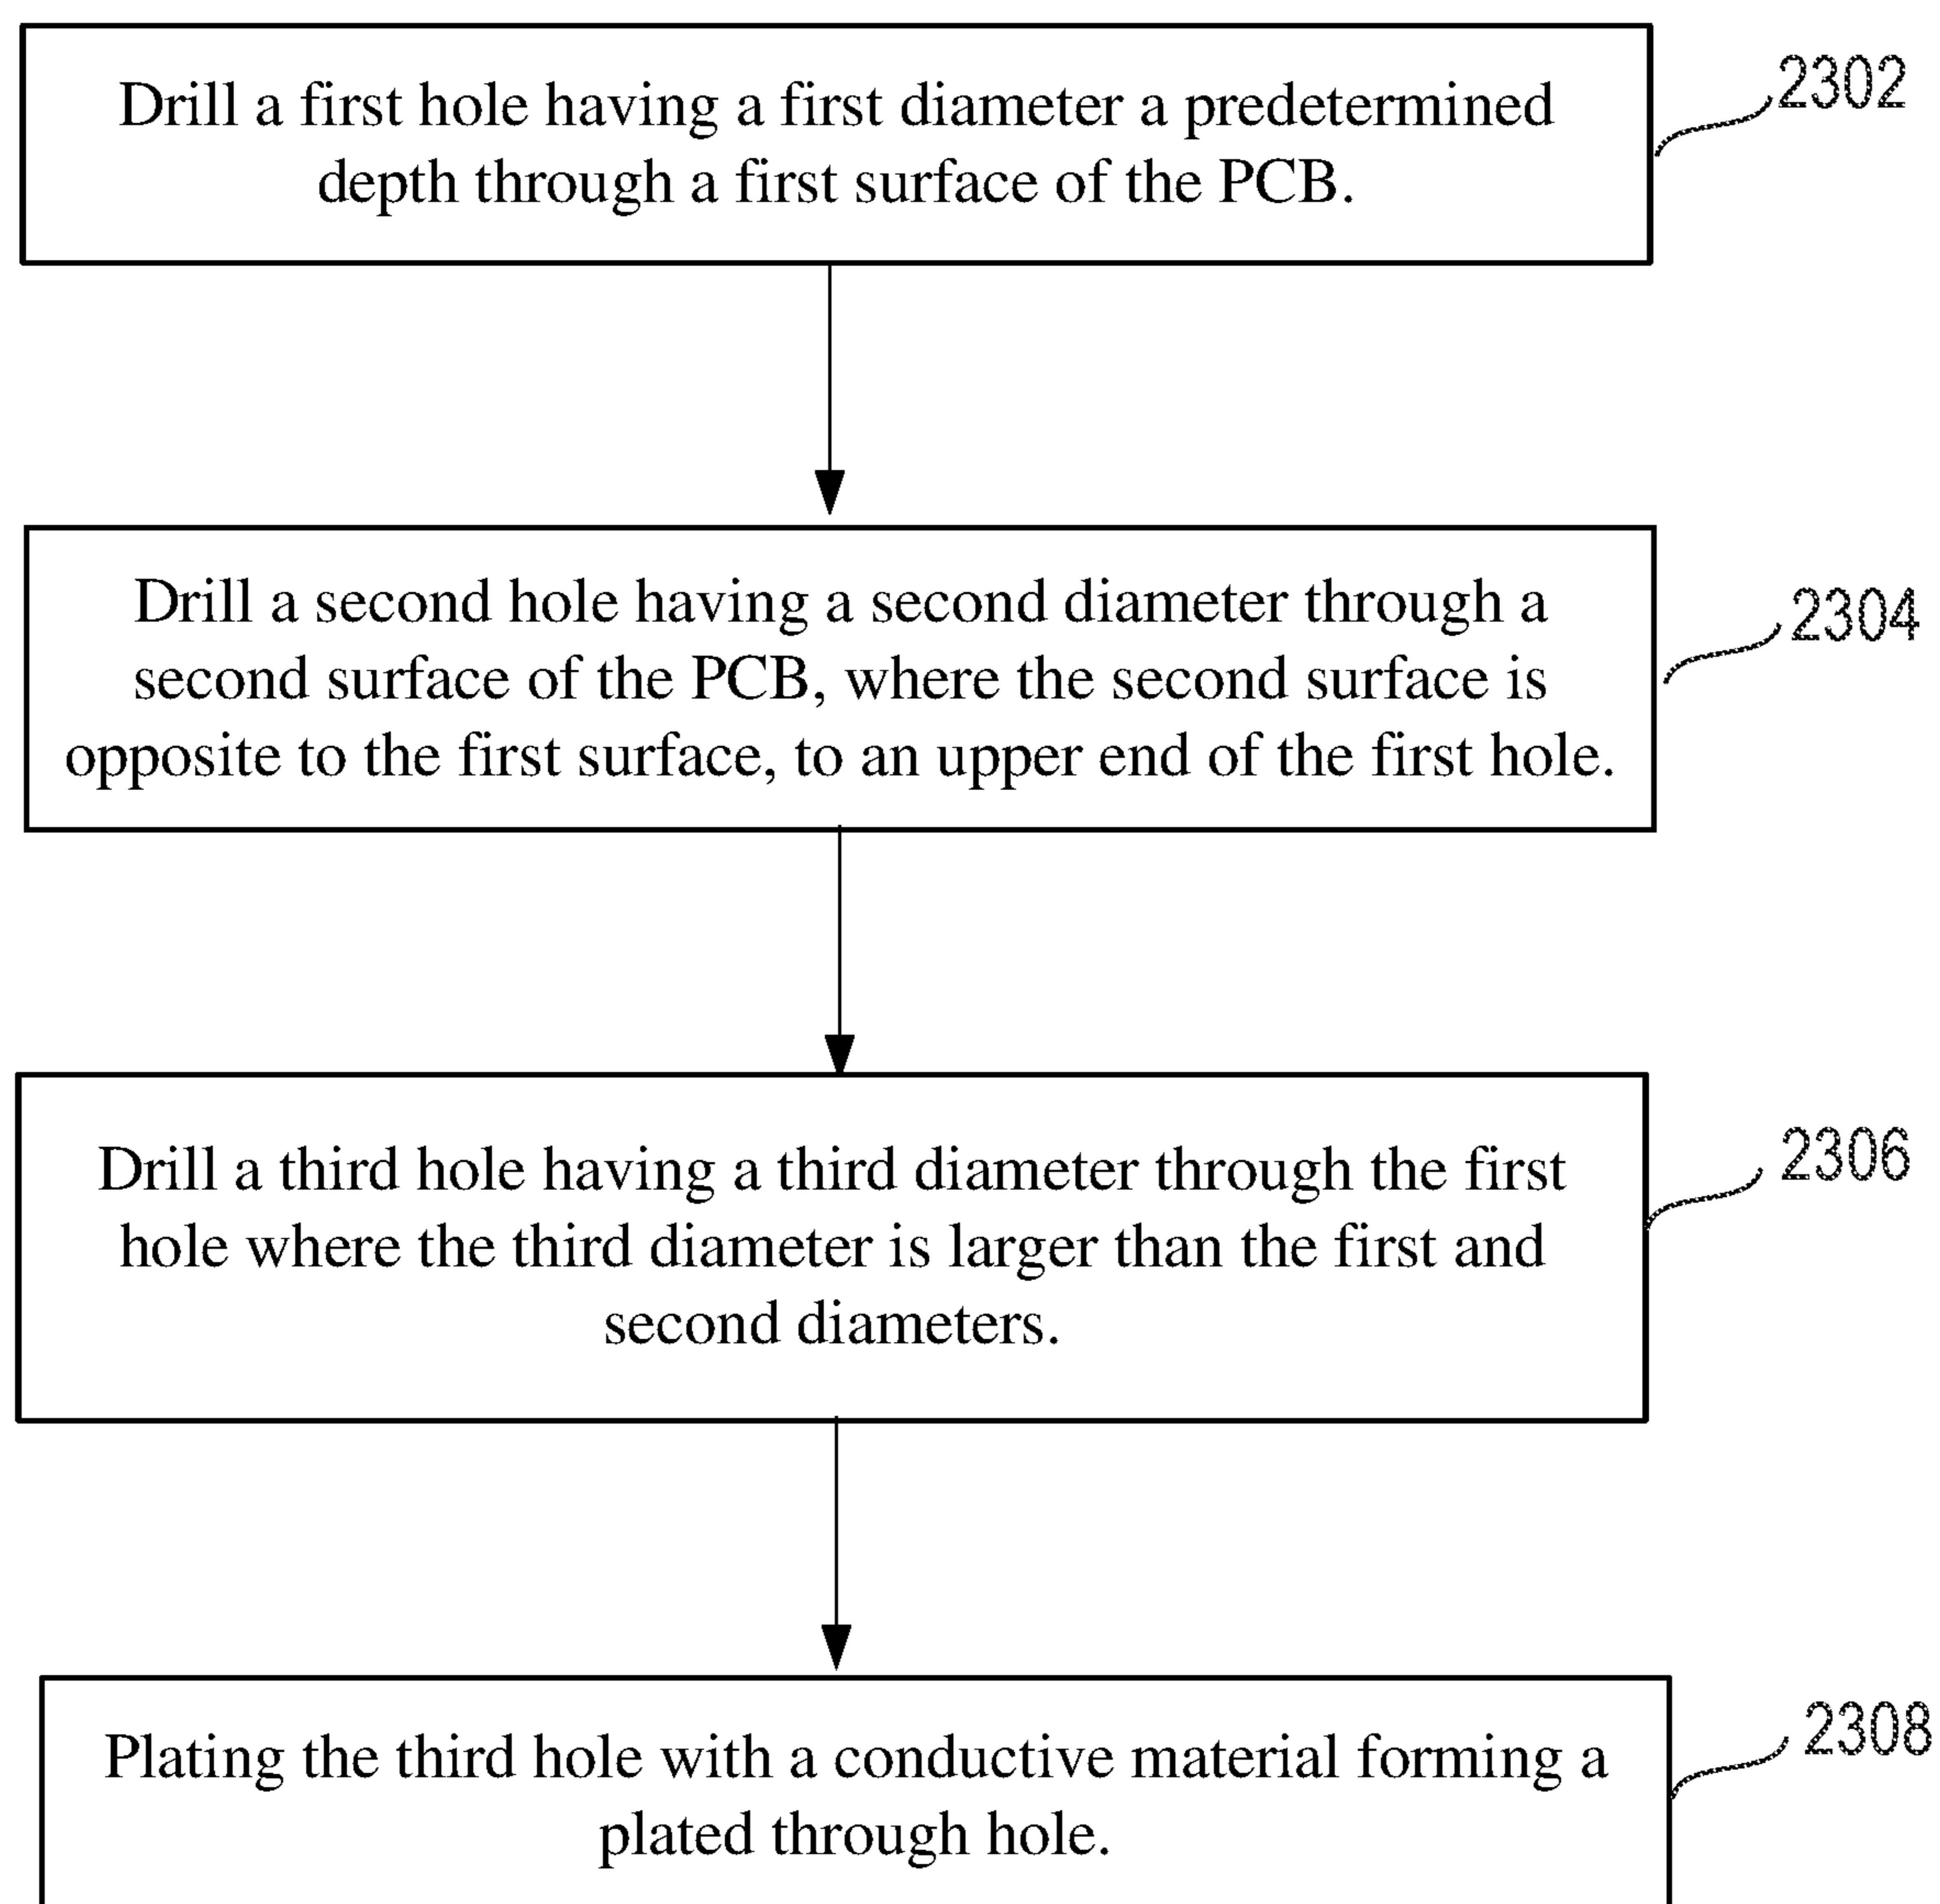 Drill a first hole having a first diameter a predetermined
depth through a first surface of the PCB.
2302
Drill a second hole having a second diameter through a
second surface of the PCB, where the second surface is
opposite to the first surface, to an upper end of the first hole.
2304
Drill a third hole having a third diameter through the first
hole where the third diameter is larger than the first and
second diameters.
2306
Plating the third hole with a conductive material forming a
plated through hole.
2308